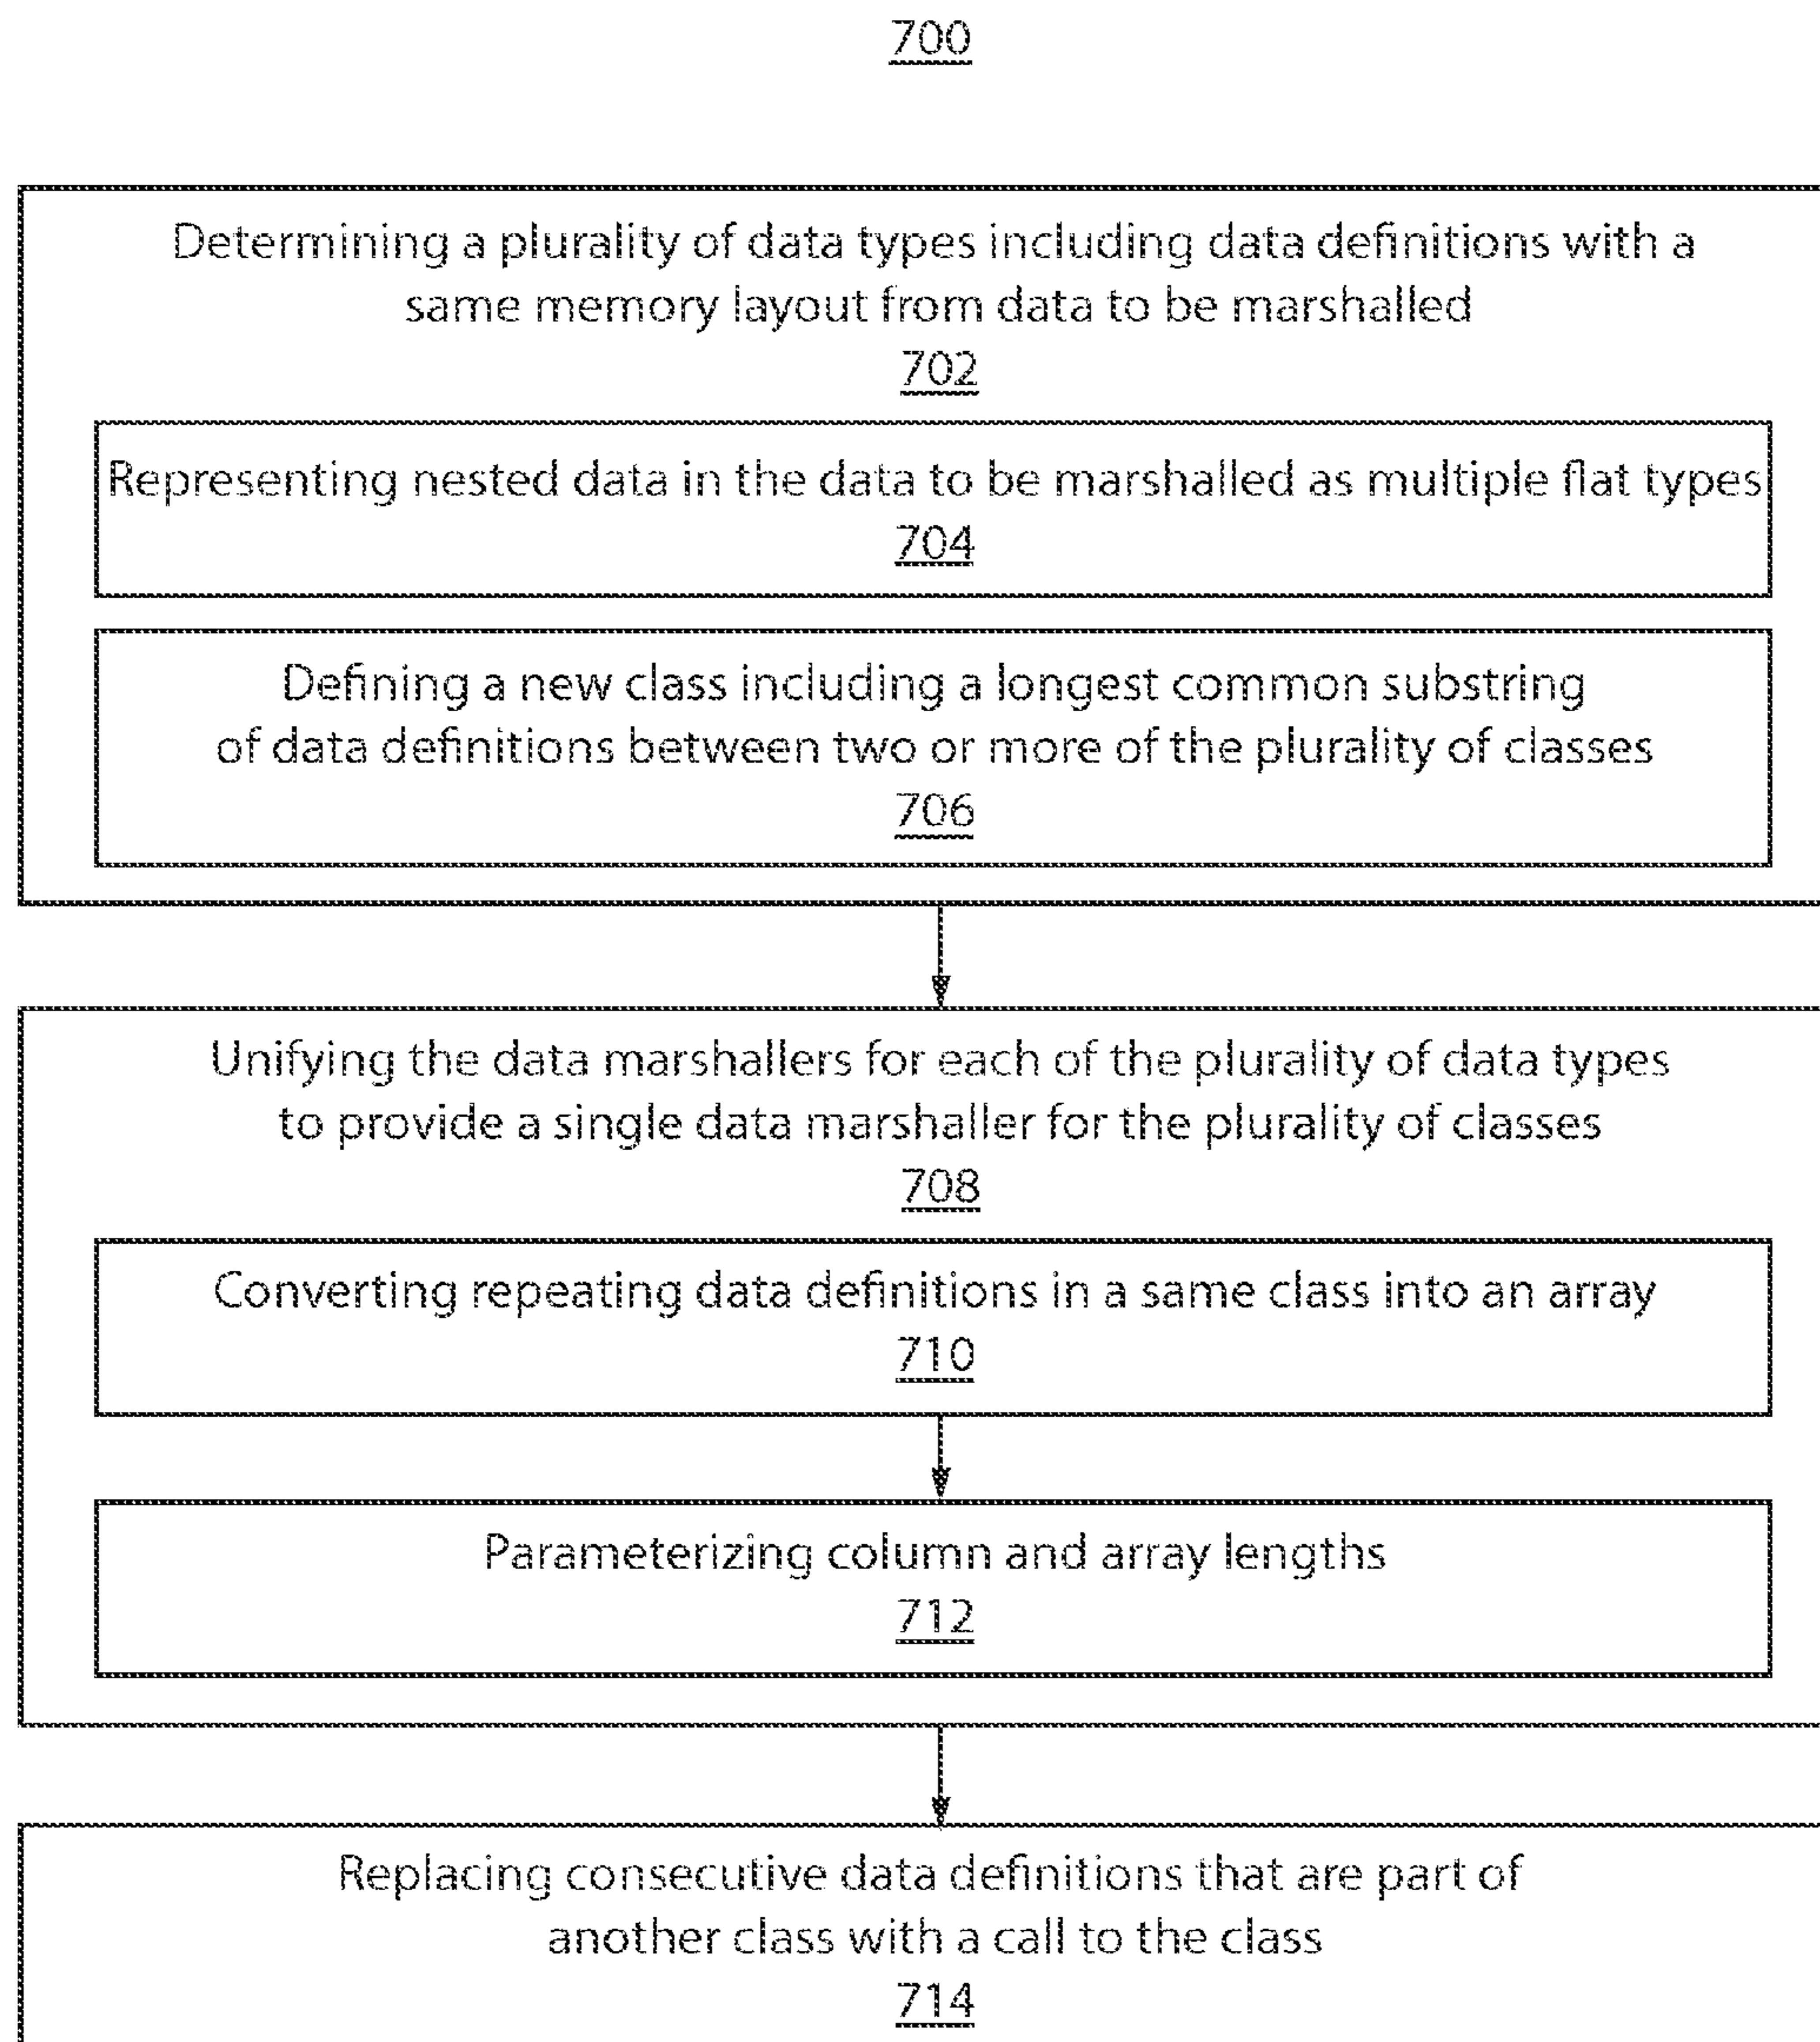 700
Determining a plurality of data types including data definitions with a
same memory layout from data to be marshalled
702
Representing nested data in the data to be marshalled as multiple flat types
704
Defining a new class including a longest common substring
of data definitions between two or more of the plurality of classes
706
Unifying the data marshallers for each of the plurality of data types
to provide a single data marshaller for the plurality of classes
708
Converting repeating data definitions in a same class into an array
710
Parameterizing column and array lengths
712
Replacing consecutive data definitions that are part of
another class with a call to the class
714